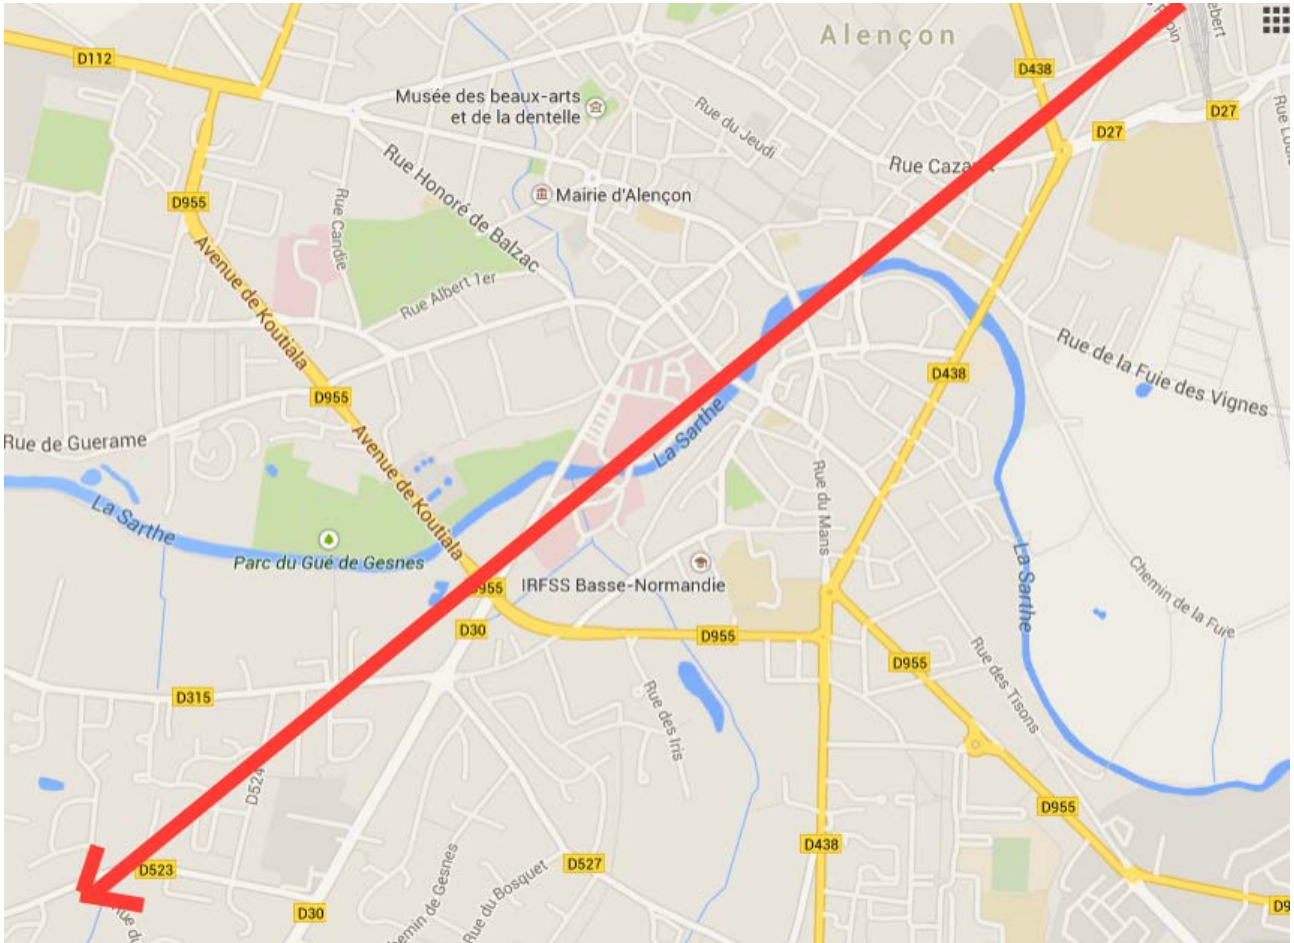 Alençon
D112
D438
Musée des beaux-arts
et de la dentelle
Rue du Jeudi
D27
D27
Rue Honoré de Balzac
Mairie d'Alençon
D955
Rue Candie
Avenue de Koutiala
Rue Albert 1er
Rue de la Fuie des Vignes
D438
D955
Rue de Guerame
Avenue de Koutiala
La Sarthe
Rue du Mans
La Sarthe
Parc du Gué de Gesnes
La Sarthe
IRFSS Basse-Normandie
Chemin de la Fuie
D30
D955
D955
D315
Rue des Iris
Rue des Tisons
D524
D955
D438
D523
D527
D30
Rue du Bosquet